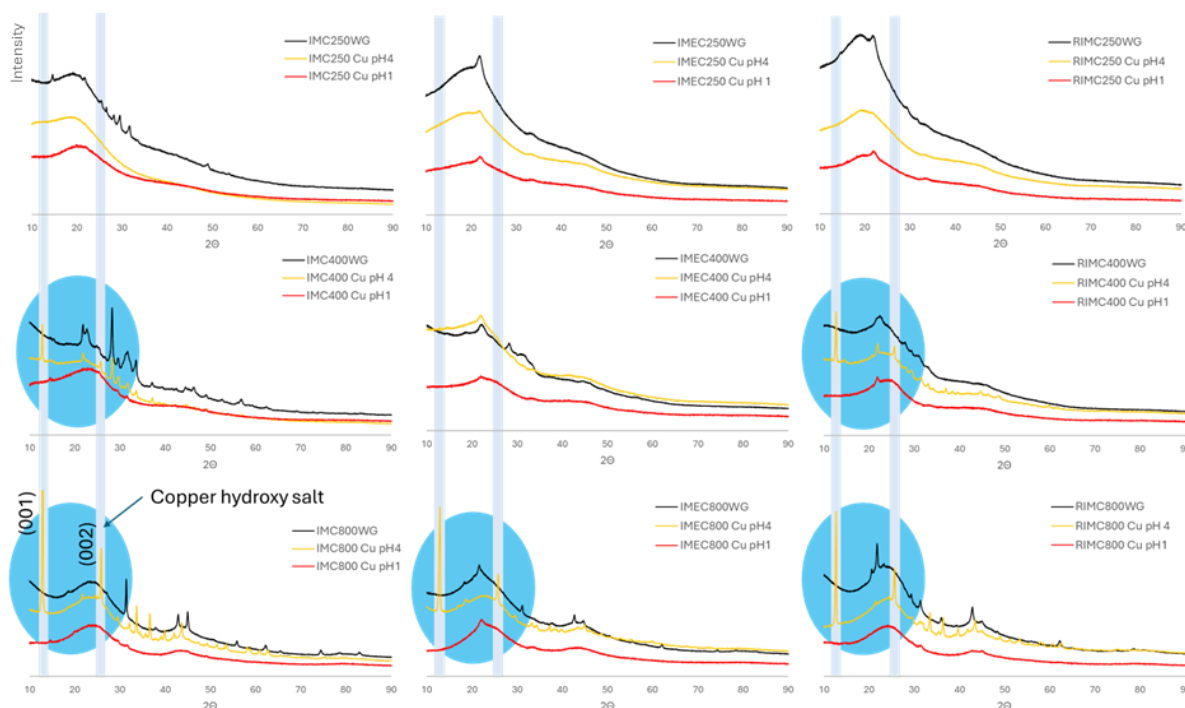 Intensity
IMC250WG
IMC250 Cu pH4
IMC250 Cu pH1
10 20 30 40 50 60 70 80 90
2Θ
IMEC250WG
IMEC250 Cu pH4
IMEC250 Cu pH 1
10 20 30 40 50 60 70 80 90
2Θ
RIMC250WG
RIMC250 Cu pH4
RIMC250 Cu pH1
10 20 30 40 50 60 70 80 90
2Θ
IMC400WG
IMC400 Cu pH 4
IMC400 Cu pH1
10 20 30 40 50 60 70 80 90
2Θ
IMEC400WG
IMEC400 Cu pH4
IMEC400 Cu pH1
10 20 30 40 50 60 70 80 90
2Θ
RIMC400WG
RIMC400 Cu pH4
RIMC400 Cu pH1
10 20 30 40 50 60 70 80 90
2Θ
(001)
(002)
Copper hydroxy salt
IMC800WG
IMC800 Cu pH4
IMC800 Cu pH1
10 20 30 40 50 60 70 80 90
2Θ
IMEC800WG
IMEC800 Cu pH4
IMEC800 Cu pH1
10 20 30 40 50 60 70 80 90
2Θ
RIMC800WG
RIMC800 Cu pH 4
RIMC800 Cu pH1
10 20 30 40 50 60 70 80 90
2Θ